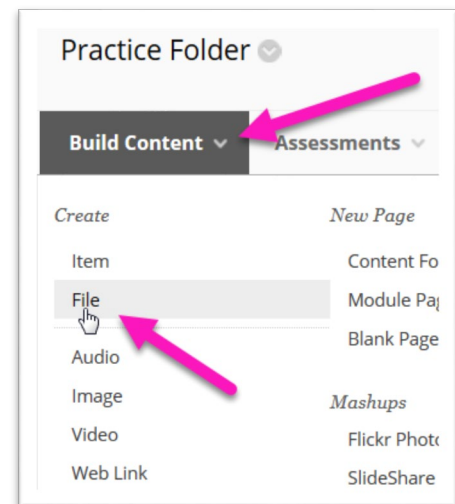 Practice Folder
Build Content Assessments
Create
Item
File
Audio
Image
Video
Web Link
New Page
Content Fo
Module Pag
Blank Page
Mashups
Flickr Photo
SlideShare